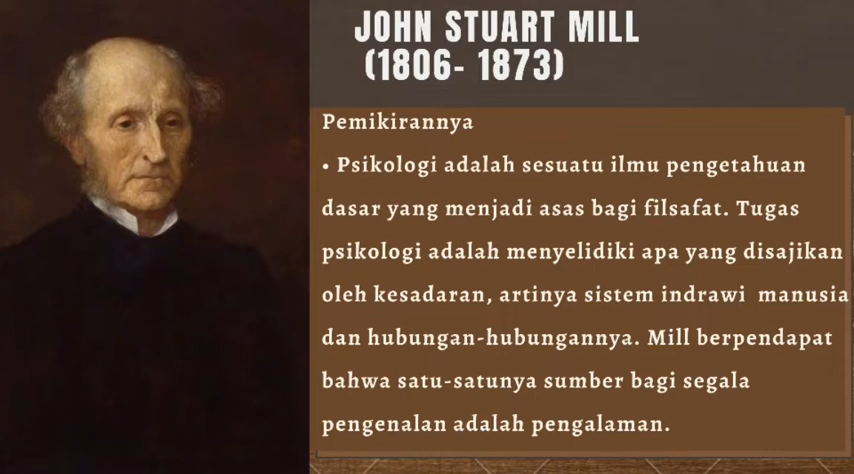 JOHN STUART MILL
(1806- 1873)
Pemikirannya
• Psikologi adalah sesuatu ilmu pengetahuan
dasar yang menjadi asas bagi filsafat. Tugas
psikologi adalah menyelidiki apa yang disajikan
oleh kesadaran, artinya sistem indrawi manusia
dan hubungan-hubungannya. Mill berpendapat
bahwa satu-satunya sumber bagi segala
pengenalan adalah pengalaman.